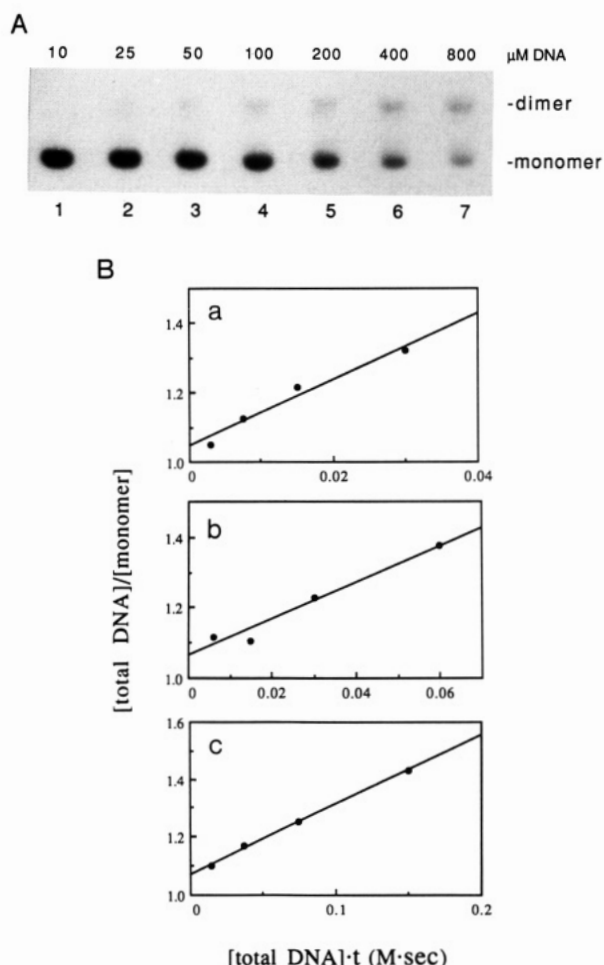 A
10 25 50 100 200 400 800 μM DNA
-dimer
-monomer
1 2 3 4 5 6 7
B
a
1.4
1.2
1.0
0 0.02 0.04
b
1.4
1.2
1.0
0.02 0.04 0.06
c
1.6
1.4
1.2
1.0
0 0.1 0.2
[total DNA]/[monomer]
[total DNA]·t (M·sec)